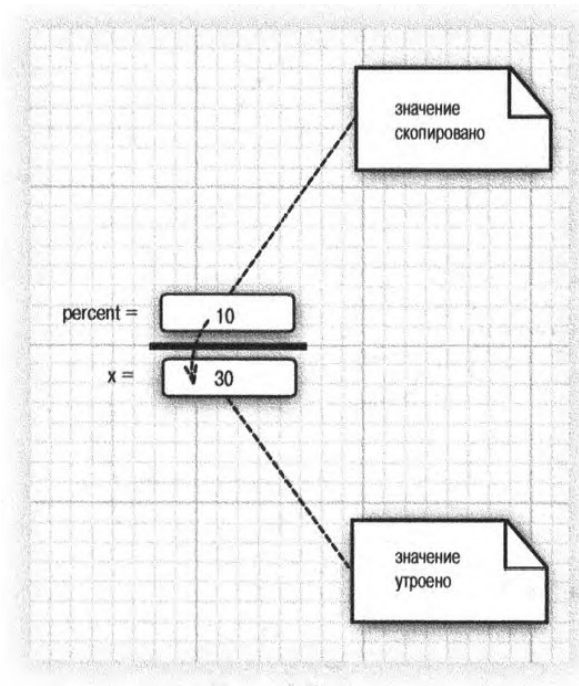 значение
скопировано
percent = 10
x = 30
значение
утроено